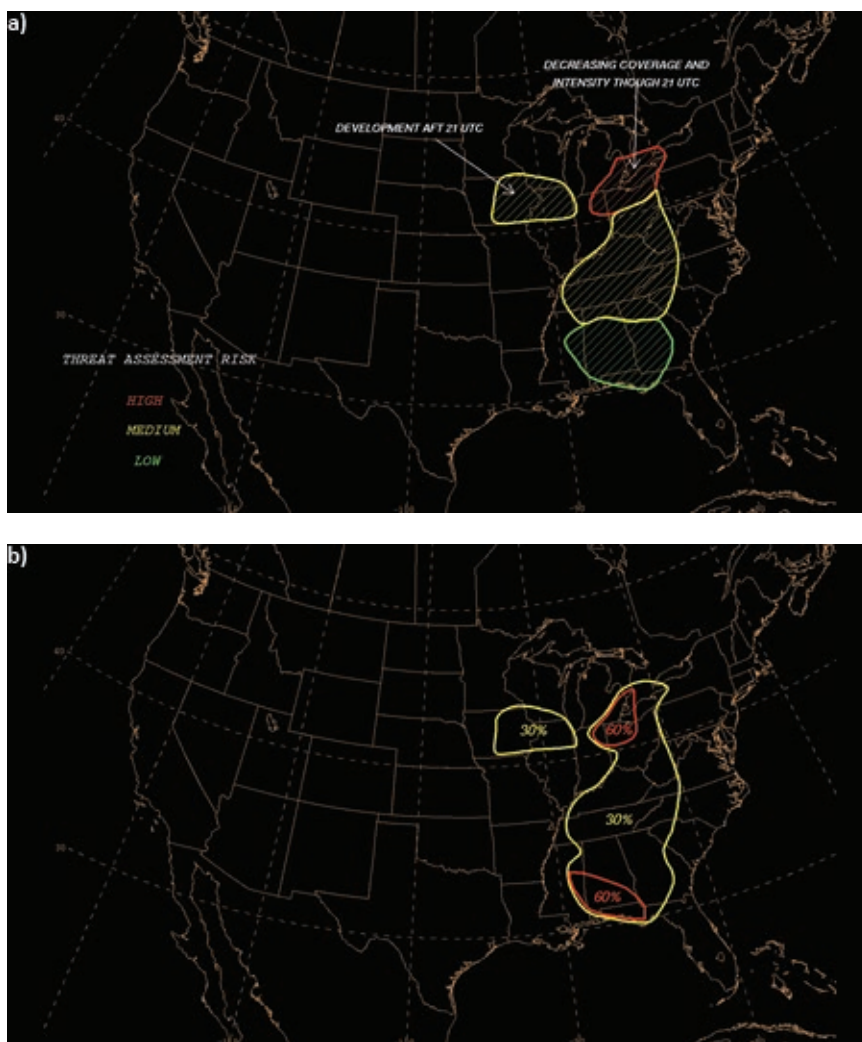 a)
DECREASING COVERAGE AND
INTENSITY THOUGH 21 UTC
DEVELOPMENT AFT 21 UTC
THREAT ASSESSMENT RISK
HIGH
MEDIUM
LOW
b)
30%
60%
30%
60%